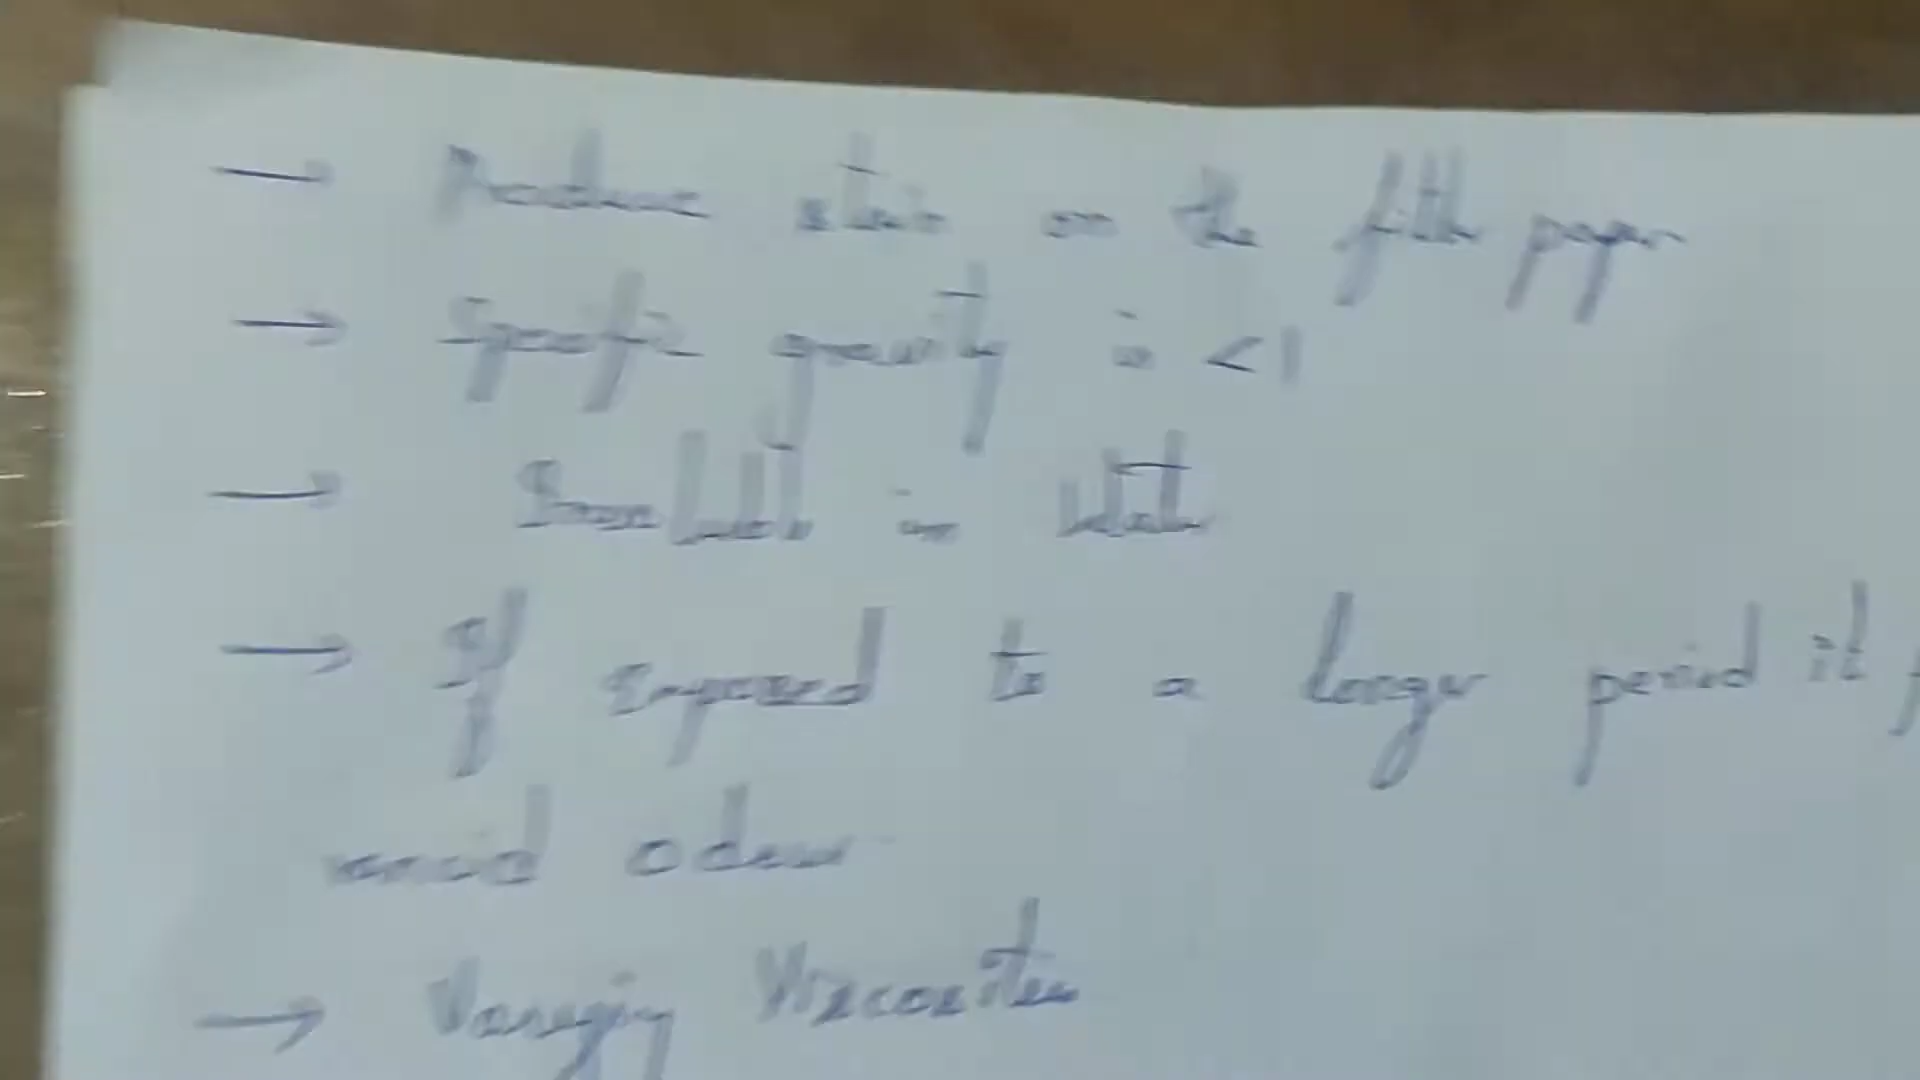 → Produce stain on the filter paper
→ Specific gravity is <1
→ Insoluble in Water
→ If Exposed to a longer period it
rancid odour
→ Varying Viscosities